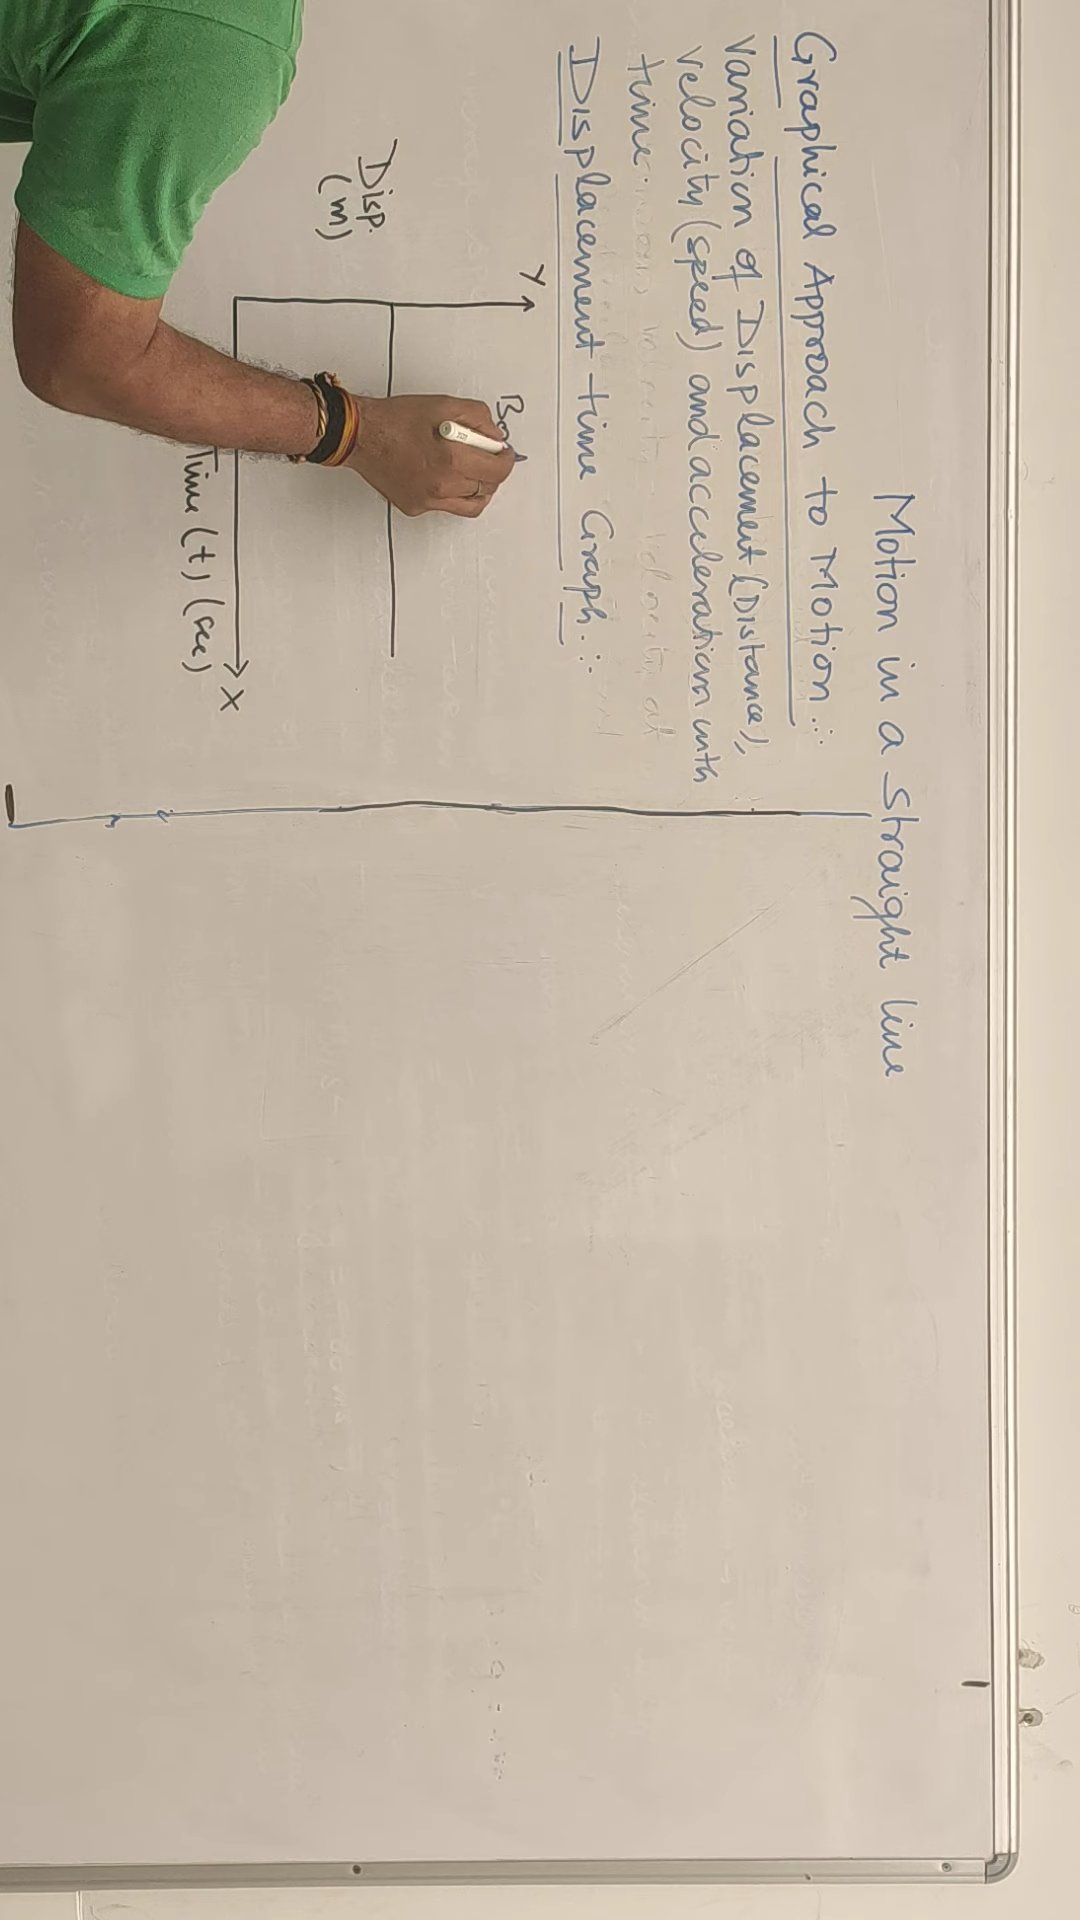 Motion in a Straight line
Graphical Approach to Motion :-
Variation of Displacement (Distance),
velocity (speed) and acceleration with
time
Displacement-time Graph. :-
Y
Disp.
(m)
Time (t) (sec)
X